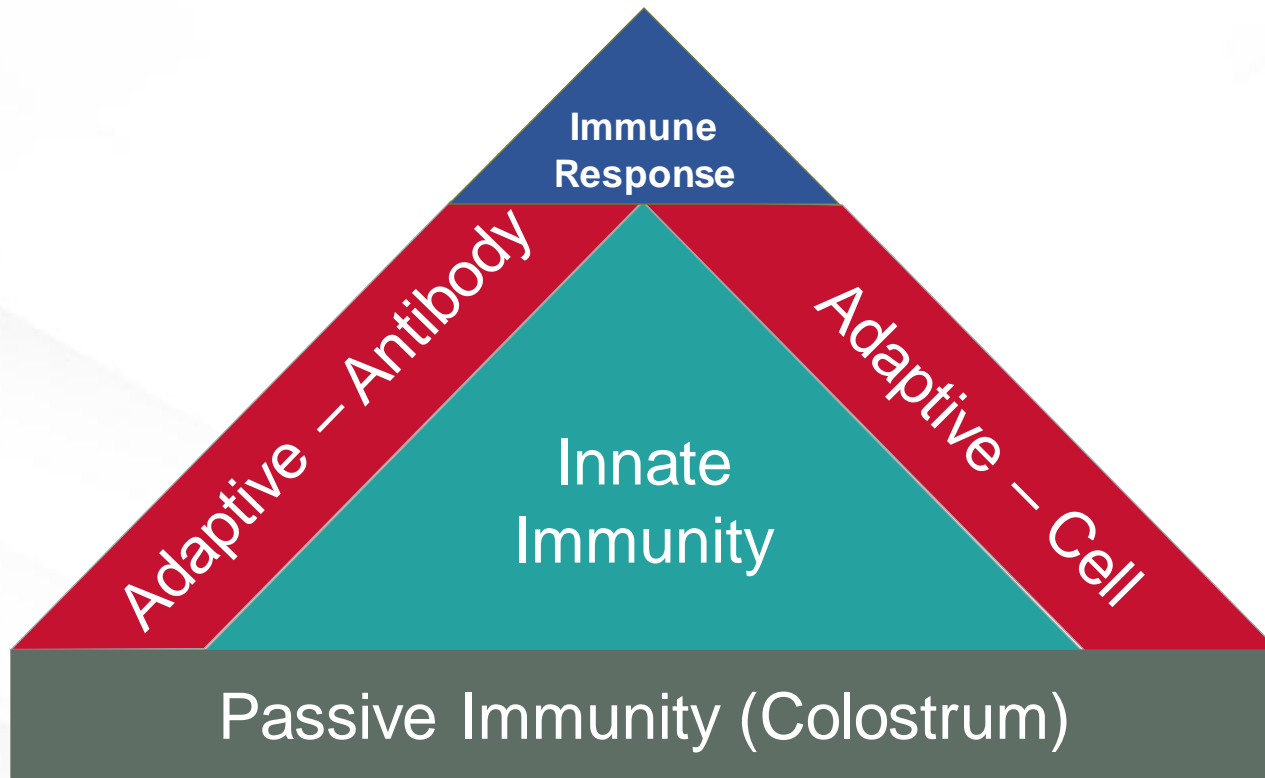 Immune
Response
Adaptive – Antibody
Adaptive – Cell
Innate
Immunity
Passive Immunity (Colostrum)